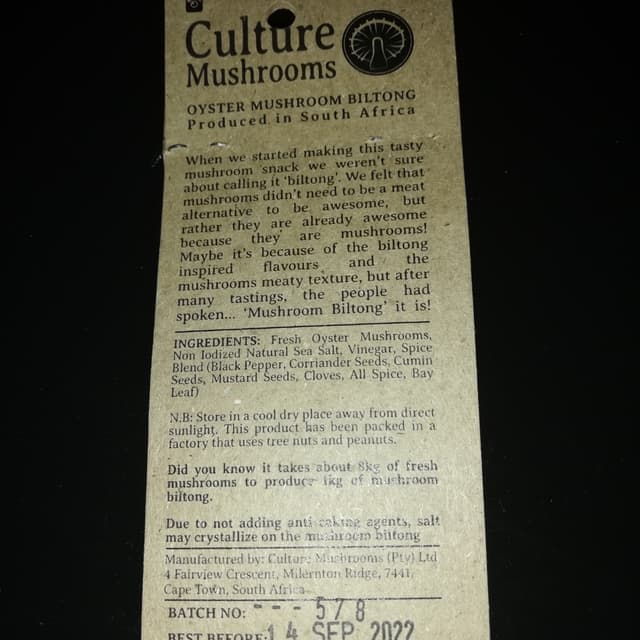 Culture
Mushrooms
OYSTER MUSHROOM BILTONG
Produced in South Africa
When we started making this tasty
mushroom snack we weren't sure
about calling it 'biltong'. We felt that
mushrooms didn't need to be a meat
alternative to be awesome, but
rather they are already awesome
because they are mushrooms!
Maybe it's because of the biltong
inspired flavours and the
mushrooms meaty texture, but after
many tastings, the people had
spoken... 'Mushroom Biltong' it is!
INGREDIENTS: Fresh Oyster Mushrooms,
Non Iodized Natural Sea Salt, Vinegar, Spice
Blend (Black Pepper, Corriander Seeds, Cumin
Seeds, Mustard Seeds, Cloves, All Spice, Bay
Leaf)
N.B: Store in a cool dry place away from direct
sunlight. This product has been packed in a
factory that uses tree nuts and peanuts.
Did you know it takes about 8kg of fresh
mushrooms to produce 1kg of mushroom
biltong.
Due to not adding anti-caking agents, salt
may crystallize on the mushroom biltong
Manufactured by: Culture Mushrooms (Pty) Ltd
4 Fairview Crescent, Milernton Ridge, 7441,
Cape Town, South Africa
BATCH NO: - - - 578
BEST BEFORE: 14 SEP 2022